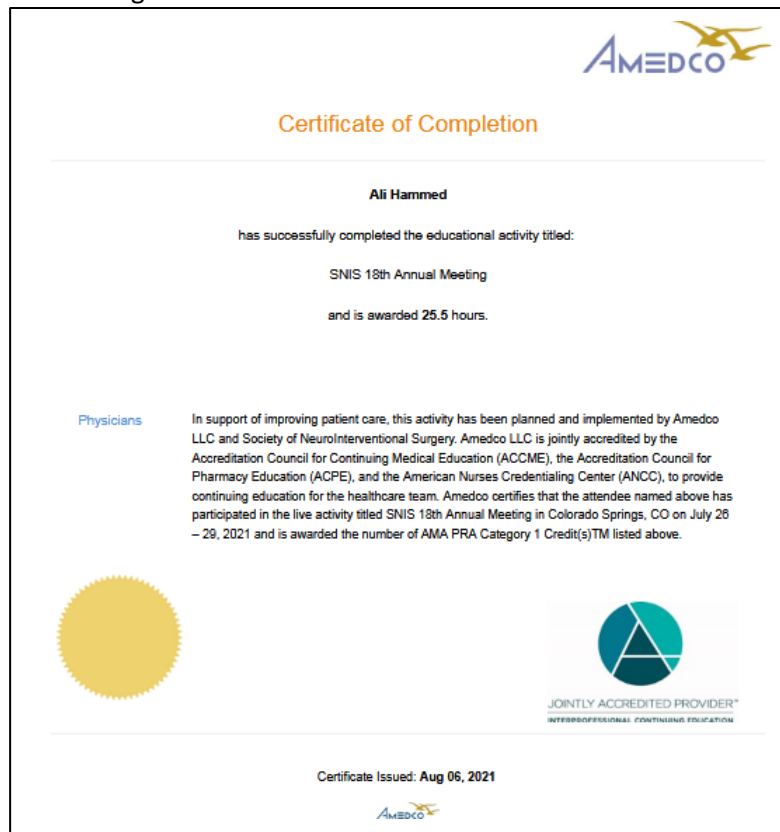 AMEDCO
Certificate of Completion
Ali Hammed
has successfully completed the educational activity titled:
SNIS 18th Annual Meeting
and is awarded 25.5 hours.
Physicians
In support of improving patient care, this activity has been planned and implemented by Amedco
LLC and Society of NeuroInterventional Surgery. Amedco LLC is jointly accredited by the
Accreditation Council for Continuing Medical Education (ACCME), the Accreditation Council for
Pharmacy Education (ACPE), and the American Nurses Credentialing Center (ANCC), to provide
continuing education for the healthcare team. Amedco certifies that the attendee named above has
participated in the live activity titled SNIS 18th Annual Meeting in Colorado Springs, CO on July 26
– 29, 2021 and is awarded the number of AMA PRA Category 1 Credit(s)TM listed above.
JOINTLY ACCREDITED PROVIDER™
INTERPROFESSIONAL CONTINUING EDUCATION
Certificate Issued: Aug 06, 2021
AMEDCO